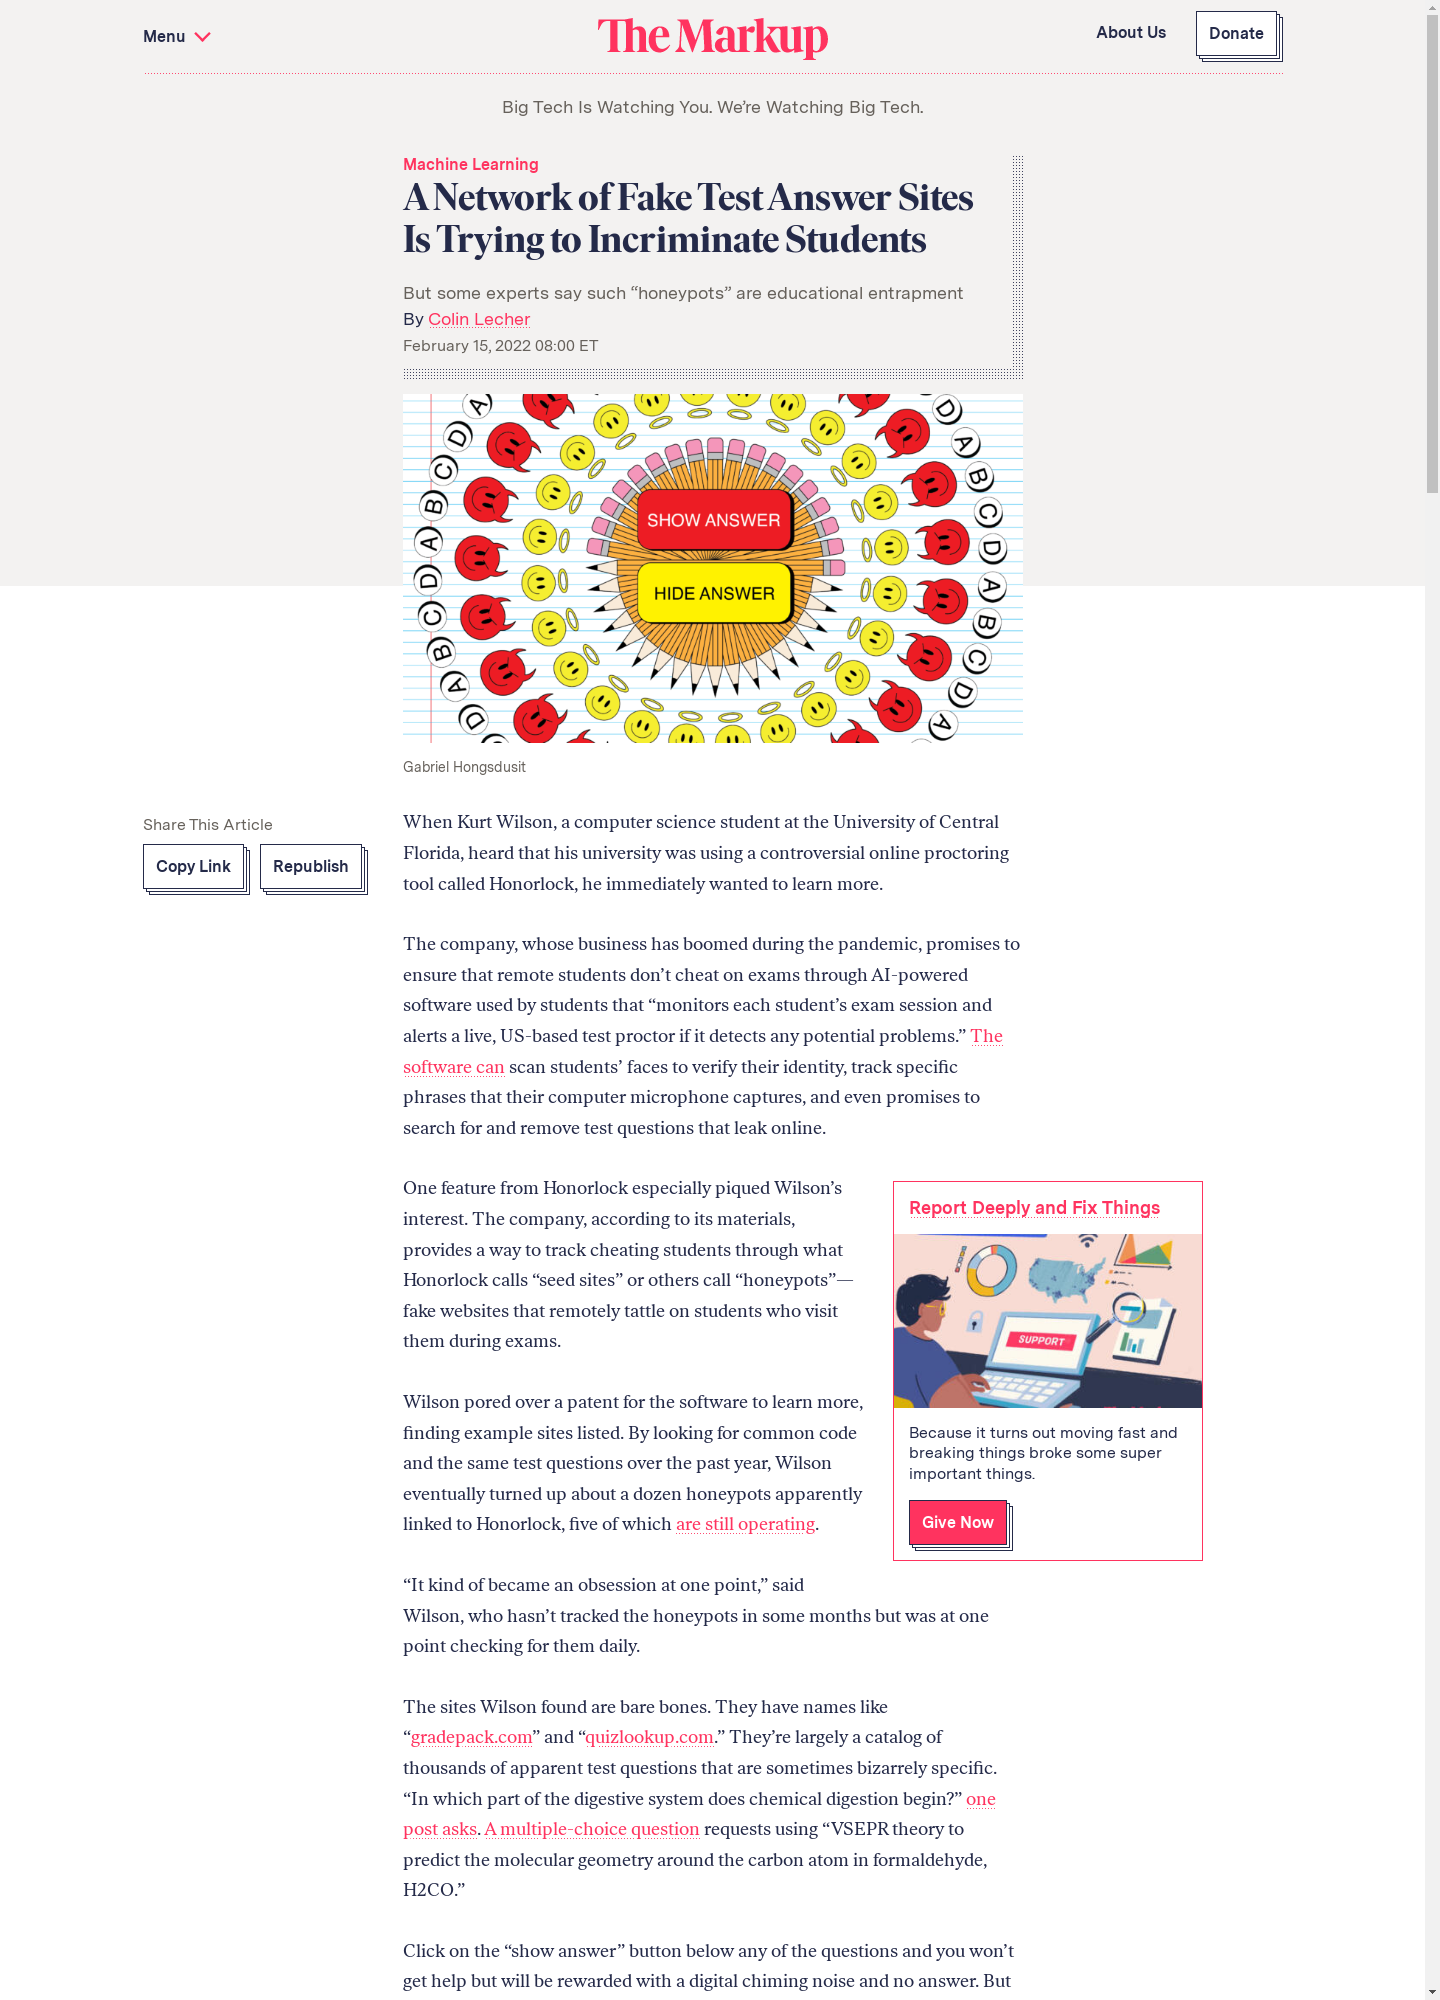 Menu
The Markup
About Us
Donate
Big Tech Is Watching You. We’re Watching Big Tech.
Machine Learning
A Network of Fake Test Answer Sites
Is Trying to Incriminate Students
But some experts say such “honeypots” are educational entrapment
By Colin Lecher
February 15, 2022 08:00 ET
SHOW ANSWER
HIDE ANSWER
Gabriel Hongsdusit
Share This Article
Copy Link
Republish
When Kurt Wilson, a computer science student at the University of Central
Florida, heard that his university was using a controversial online proctoring
tool called Honorlock, he immediately wanted to learn more.
The company, whose business has boomed during the pandemic, promises to
ensure that remote students don’t cheat on exams through AI-powered
software used by students that “monitors each student’s exam session and
alerts a live, US-based test proctor if it detects any potential problems.” The
software can scan students’ faces to verify their identity, track specific
phrases that their computer microphone captures, and even promises to
search for and remove test questions that leak online.
One feature from Honorlock especially piqued Wilson’s
interest. The company, according to its materials,
provides a way to track cheating students through what
Honorlock calls “seed sites” or others call “honeypots”—
fake websites that remotely tattle on students who visit
them during exams.
Wilson pored over a patent for the software to learn more,
finding example sites listed. By looking for common code
and the same test questions over the past year, Wilson
eventually turned up about a dozen honeypots apparently
linked to Honorlock, five of which are still operating.
Report Deeply and Fix Things
SUPPORT
Because it turns out moving fast and
breaking things broke some super
important things.
Give Now
“It kind of became an obsession at one point,” said
Wilson, who hasn’t tracked the honeypots in some months but was at one
point checking for them daily.
The sites Wilson found are bare bones. They have names like
“gradepack.com” and “quizlookup.com.” They’re largely a catalog of
thousands of apparent test questions that are sometimes bizarrely specific.
“In which part of the digestive system does chemical digestion begin?” one
post asks. A multiple-choice question requests using “VSEPR theory to
predict the molecular geometry around the carbon atom in formaldehyde,
H2CO.”
Click on the “show answer” button below any of the questions and you won’t
get help but will be rewarded with a digital chiming noise and no answer. But